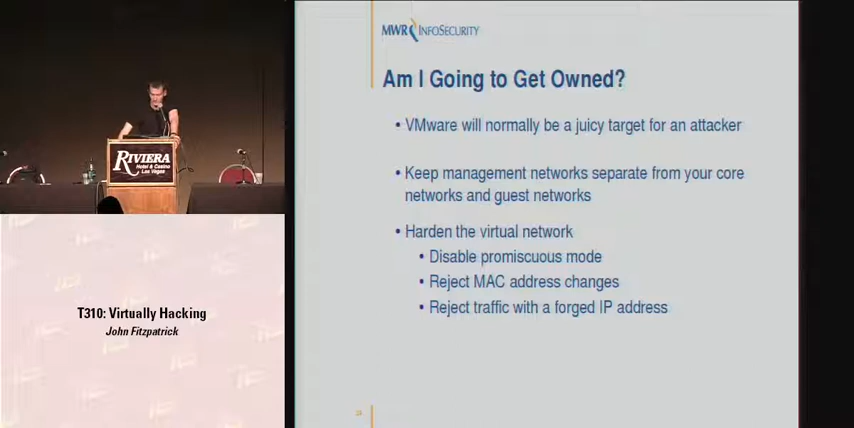 MWR INFOSECURITY
Am I Going to Get Owned?
• VMware will normally be a juicy target for an attacker
• Keep management networks separate from your core
networks and guest networks
• Harden the virtual network
• Disable promiscuous mode
• Reject MAC address changes
• Reject traffic with a forged IP address
RIVIERA
Hotel & Casino
Las Vegas
T310: Virtually Hacking
John Fitzpatrick